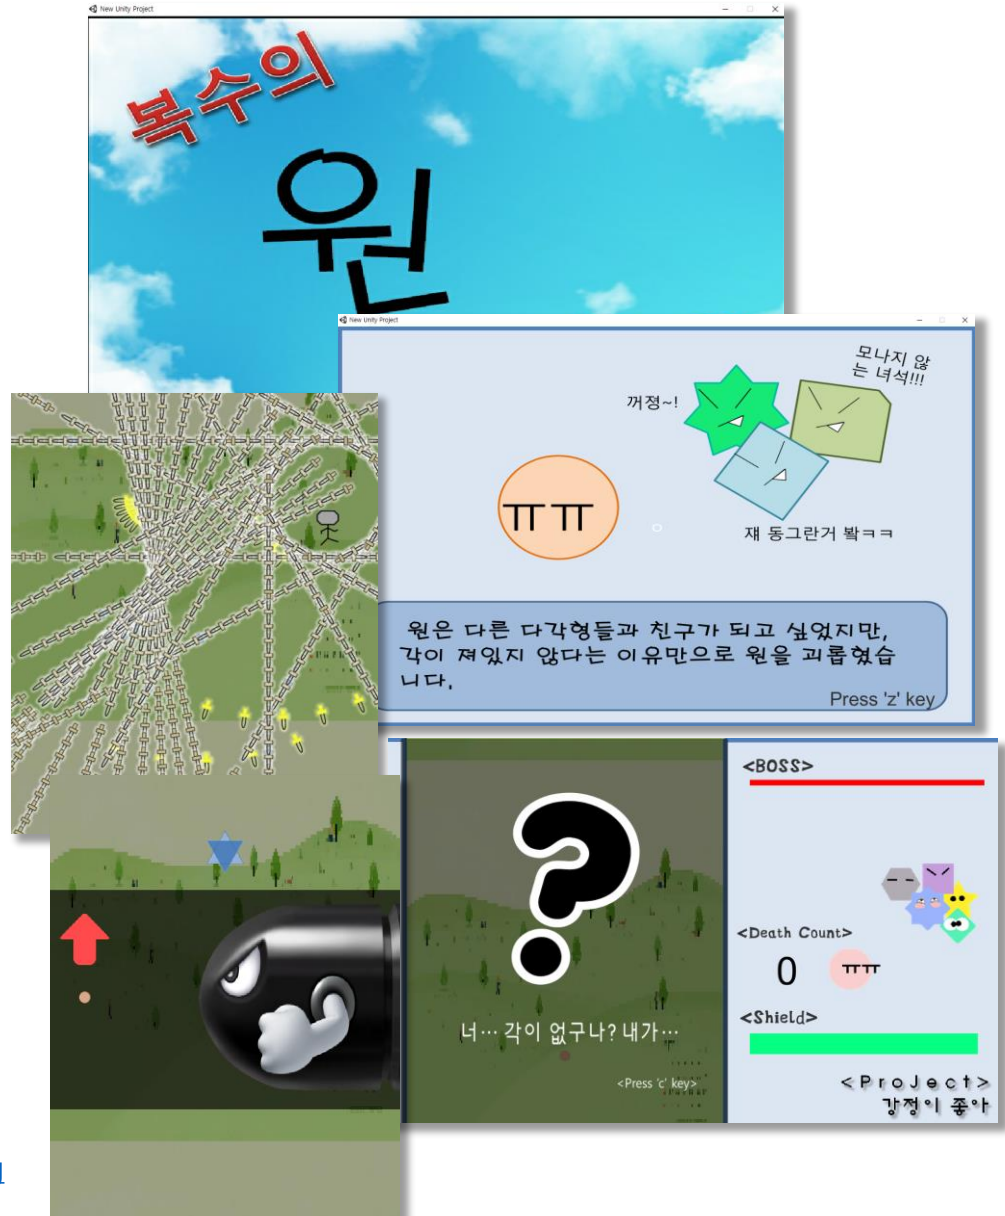 New Unity Project
복수의
원
New Unity Project
모나지 않
는 녀석!!!
꺼졍~!
ㅠㅠ
쟤 동그란거 봨ㅋㅋ
원은 다른 다각형들과 친구가 되고 싶었지만,
각이 져있지 않다는 이유만으로 원을 괴롭혔습
니다.
Press 'z' key
<BOSS>
<Death Count>
0
ㅠㅠ
<Shield>
너… 각이 없구나? 내가…
<Press 'c' key>
<ProJect>
강정이 좋아